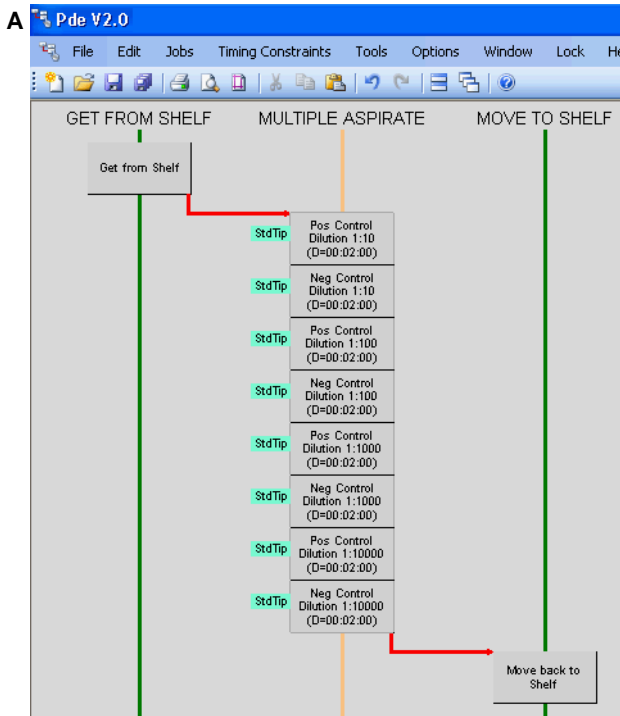 A
Pde V2.0
File Edit Jobs Timing Constraints Tools Options Window Lock
GET FROM SHELF MULTIPLE ASPIRATE MOVE TO SHELF
Get from Shelf
StdTip
Pos Control
Dilution 1:10
(D=00:02:00)
StdTip
Neg Control
Dilution 1:10
(D=00:02:00)
StdTip
Pos Control
Dilution 1:100
(D=00:02:00)
StdTip
Neg Control
Dilution 1:100
(D=00:02:00)
StdTip
Pos Control
Dilution 1:1000
(D=00:02:00)
StdTip
Neg Control
Dilution 1:1000
(D=00:02:00)
StdTip
Pos Control
Dilution 1:10000
(D=00:02:00)
StdTip
Neg Control
Dilution 1:10000
(D=00:02:00)
Move back to
Shelf